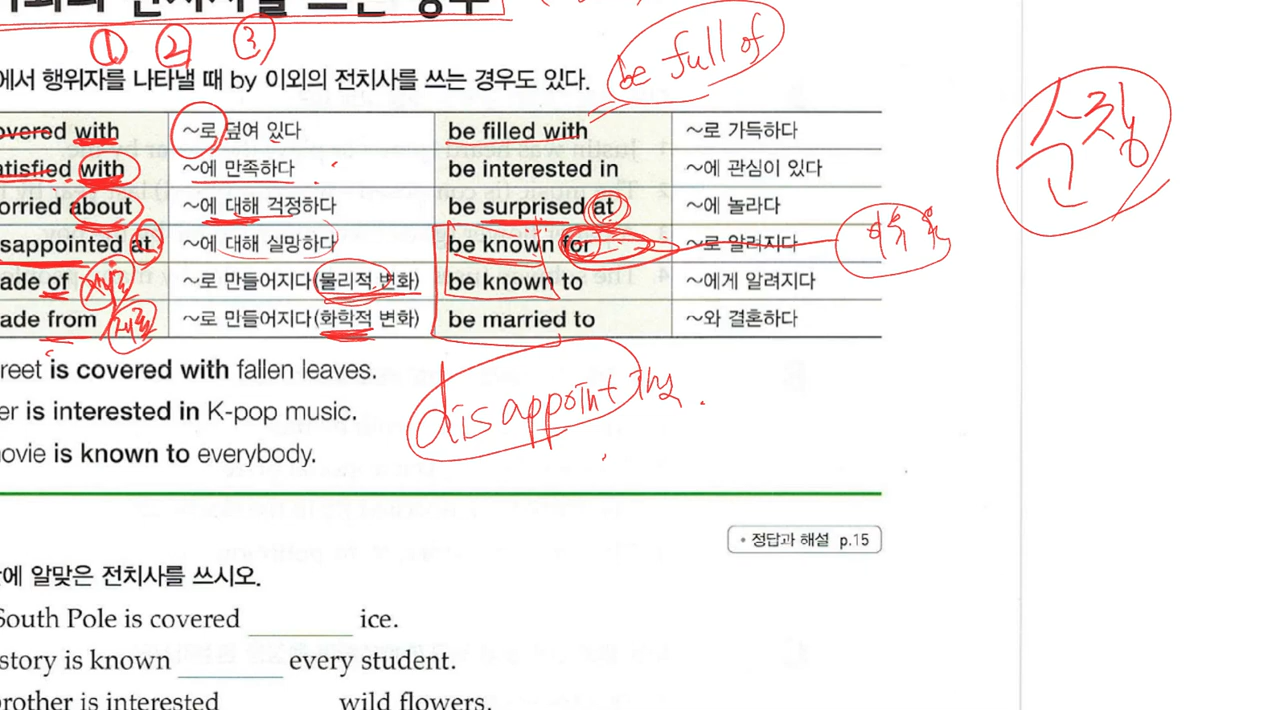 이외의 전치사를 쓰는 경우
① ② ③
에서 행위자를 나타낼 때 by 이외의 전치사를 쓰는 경우도 있다.
be full of
overed with ~로 덮여 있다 be filled with ~로 가득하다
순창
atisfied with ~에 만족하다 be interested in ~에 관심이 있다
orried about ~에 대해 걱정하다 be surprised at ~에 놀라다
sappointed at ~에 대해 실망하다 be known for ~로 알려지다
ade of ~로 만들어지다(물리적 변화) be known to ~에게 알려지다
ade from ~로 만들어지다(화학적 변화) be married to ~와 결혼하다
reet is covered with fallen leaves.
disappointing.
er is interested in K-pop music.
ovie is known to everybody.
• 정답과 해설 p.15
에 알맞은 전치사를 쓰시오.
South Pole is covered ice.
story is known every student.
rother is interested wild flowers.